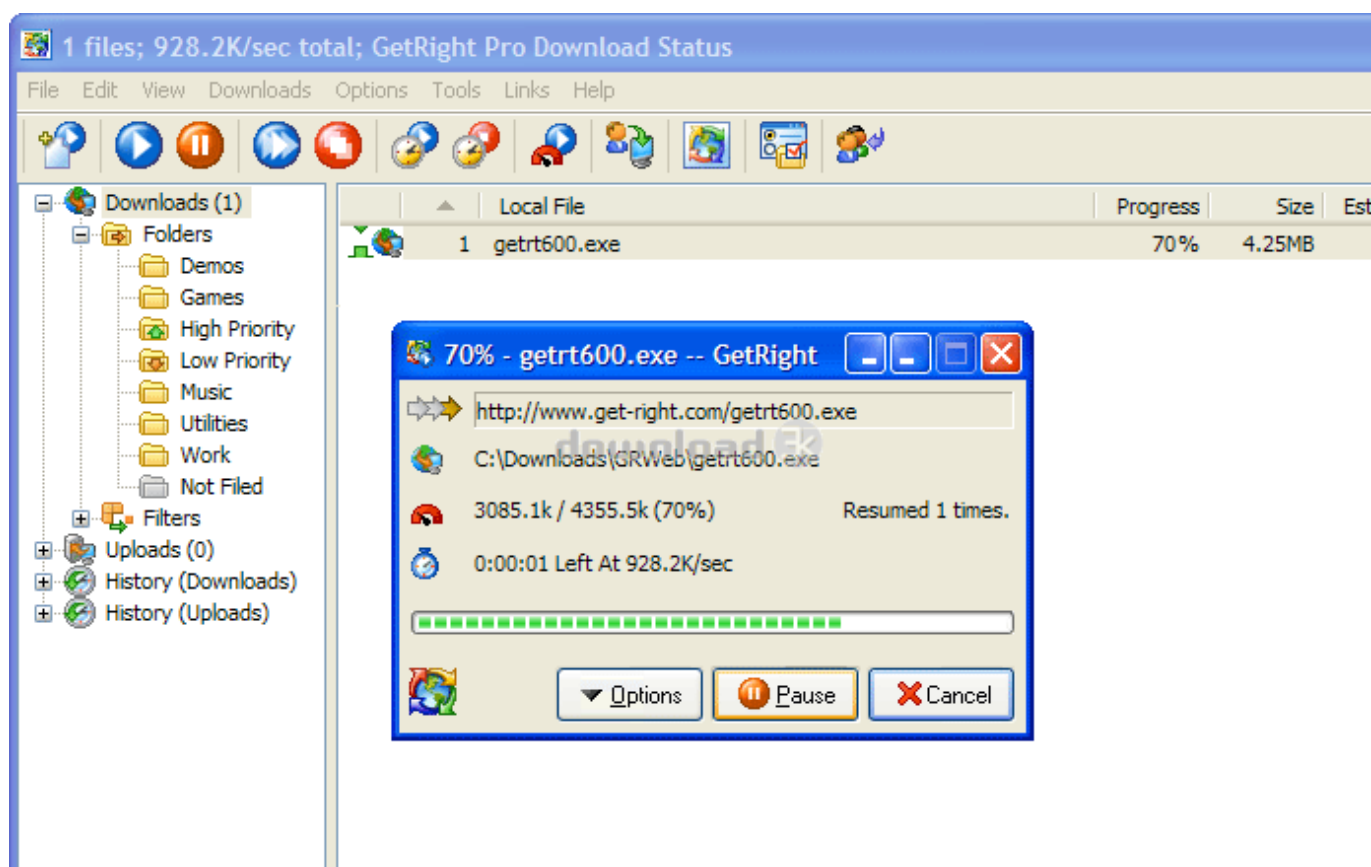 1 files; 928.2K/sec total; GetRight Pro Download Status
File Edit View Downloads Options Tools Links Help
Downloads (1)
Folders
Demos
Games
High Priority
Low Priority
Music
Utilities
Work
Not Filed
Filters
Uploads (0)
History (Downloads)
History (Uploads)
Local File Progress Size Est
1 getrt600.exe 70% 4.25MB
70% - getrt600.exe -- GetRight
http://www.get-right.com/getrt600.exe
download 3k
C:\Downloads\GRWeb\getrt600.exe
3085.1k / 4355.5k (70%) Resumed 1 times.
0:00:01 Left At 928.2K/sec
Options Pause Cancel